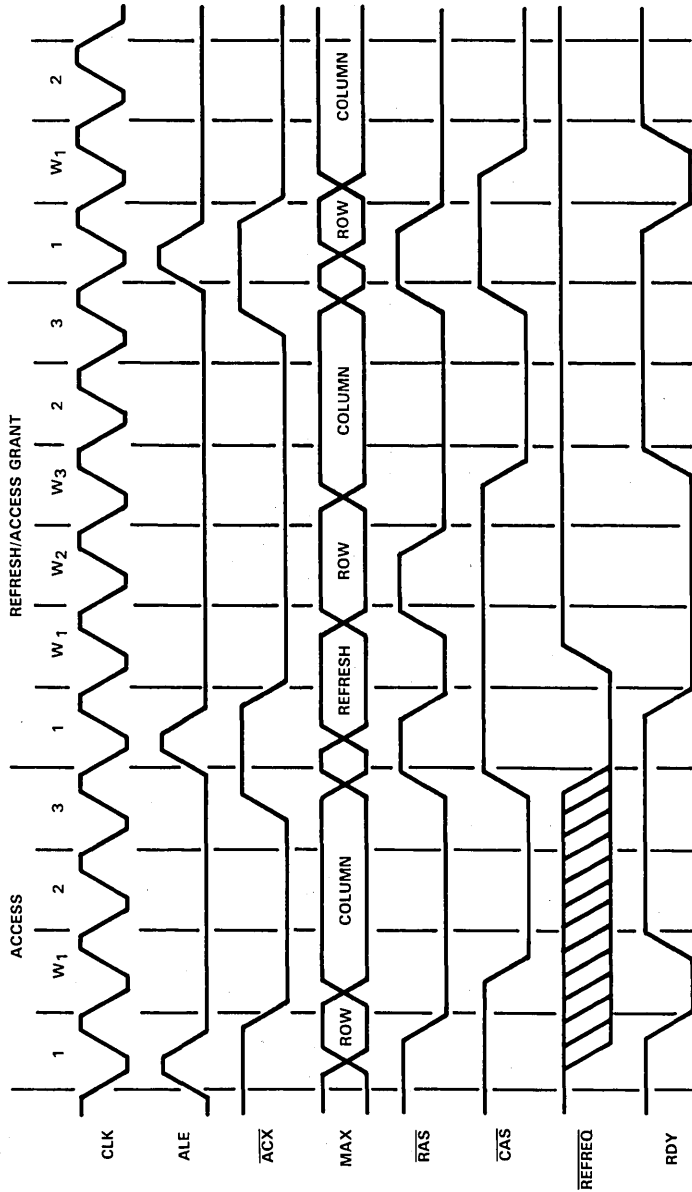 ACCESS REFRESH/ACCESS GRANT
1 W₁ 2 3 1 W₁ W₂ W₃ 2 3 1 W₁ 2
CLK
ALE
ACX
MAX ROW COLUMN REFRESH ROW COLUMN ROW COLUMN
RAS
CAS
REFREQ
RDY